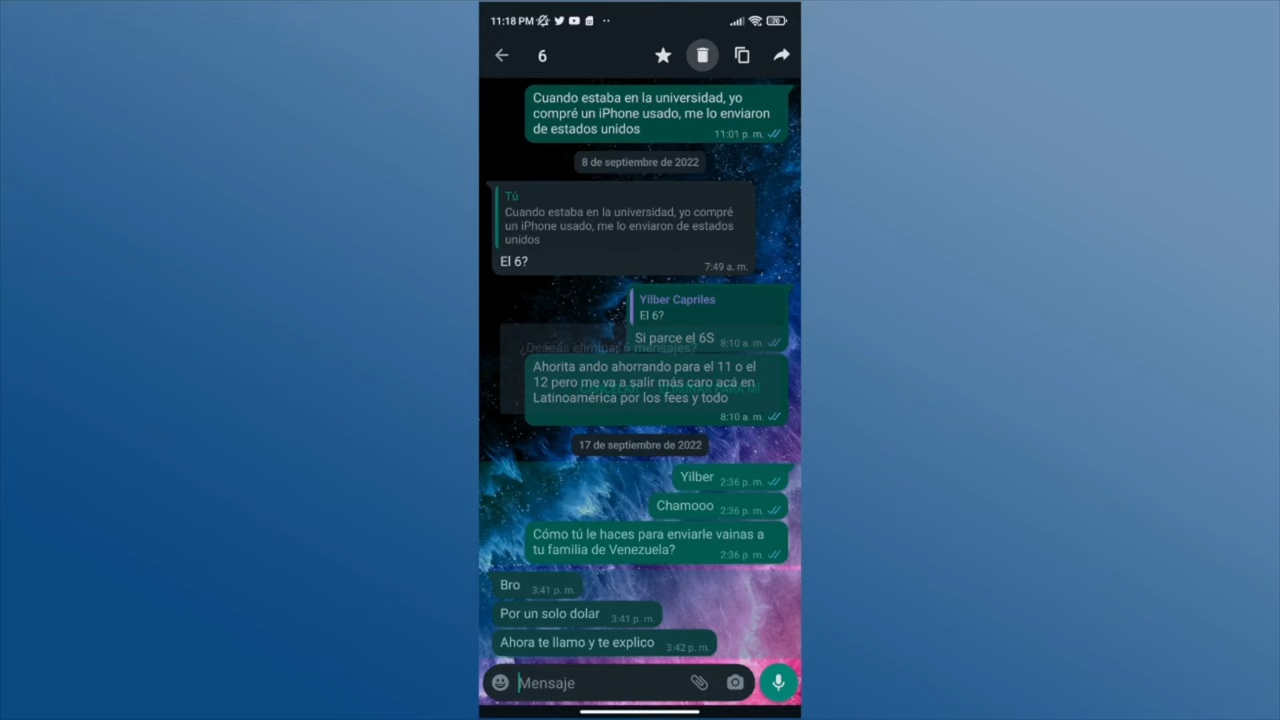 11:18 PM
70
6
Cuando estaba en la universidad, yo
compré un iPhone usado, me lo enviaron
de estados unidos
11:01 p. m.
8 de septiembre de 2022
Tú
Cuando estaba en la universidad, yo compré
un iPhone usado, me lo enviaron de estados
unidos
El 6?
7:49 a. m.
Yilber Capriles
El 6?
Si parce el 6S
8:10 a. m.
¿Deseas eliminar 6 mensajes?
Ahorita ando ahorrando para el 11 o el
12 pero me va a salir más caro acá en
Latinoamérica por los fees y todo
8:10 a. m.
17 de septiembre de 2022
Yilber
2:36 p. m.
Chamooo
2:36 p. m.
Cómo tú le haces para enviarle vainas a
tu familia de Venezuela?
2:36 p. m.
Bro
3:41 p. m.
Por un solo dolar
3:41 p. m.
Ahora te llamo y te explico
3:42 p. m.
Mensaje